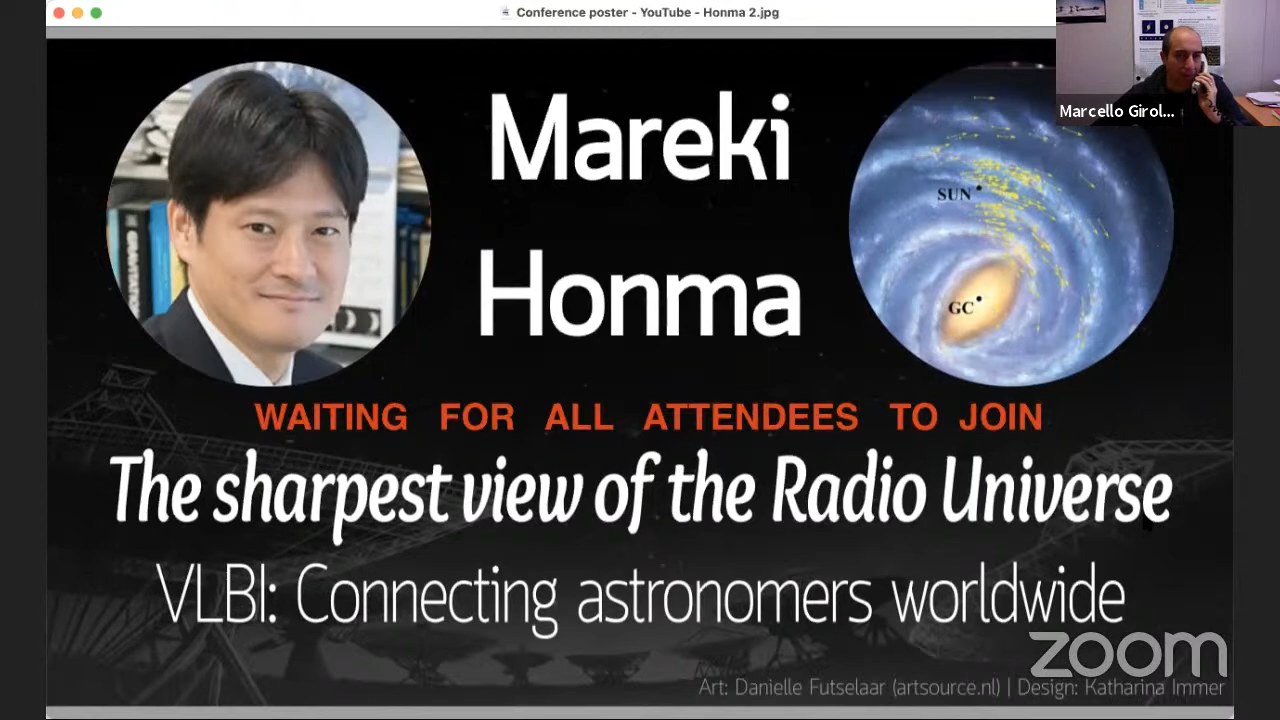 Conference poster - YouTube - Honma 2.jpg
Marcello Girol...
Mareki
Honma
SUN
GC
GRAVITATION
WAITING FOR ALL ATTENDEES TO JOIN
The sharpest view of the Radio Universe
VLBI: Connecting astronomers worldwide
zoom
Art: Danielle Futselaar (artsource.nl) | Design: Katharina Immer